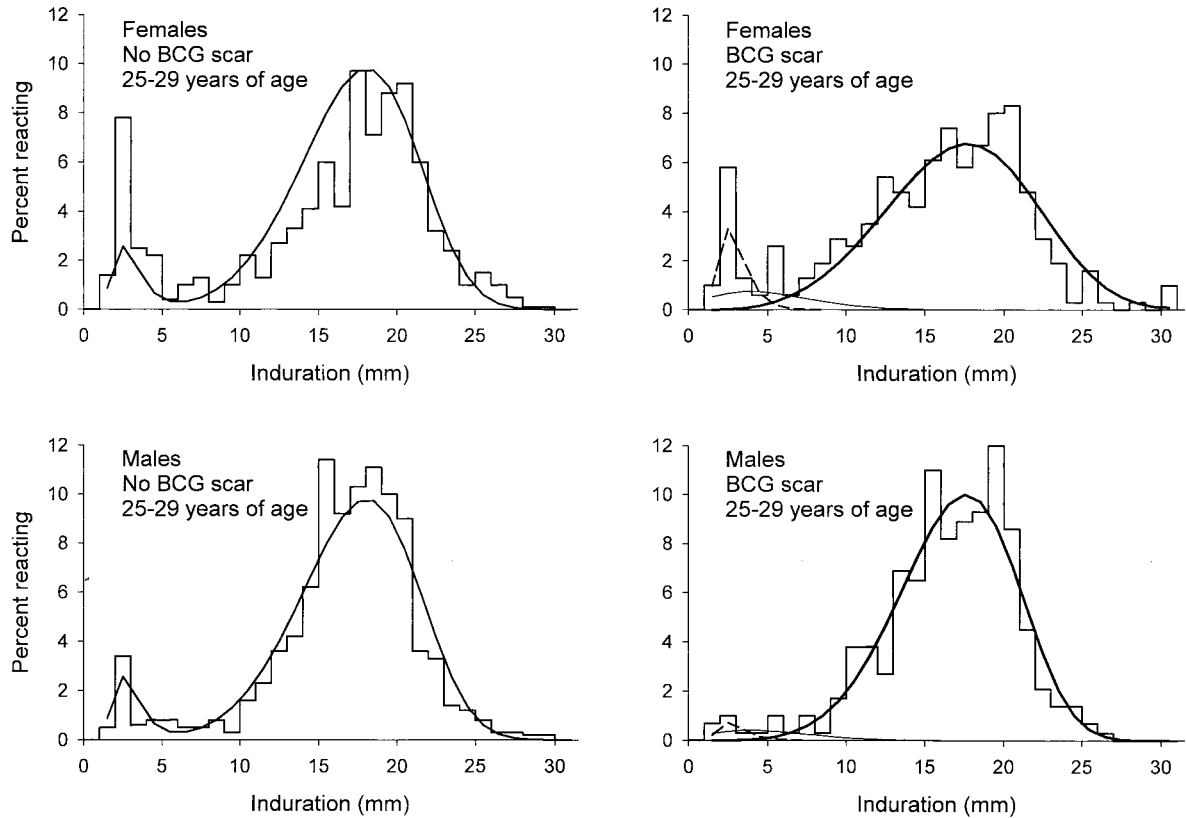 12
10
8
6
4
2
0
Percent reacting
Females
No BCG scar
25-29 years of age
0 5 10 15 20 25 30
Induration (mm)
12
10
8
6
4
2
0
Females
BCG scar
25-29 years of age
0 5 10 15 20 25 30
Induration (mm)
12
10
8
6
4
2
0
Percent reacting
Males
No BCG scar
25-29 years of age
0 5 10 15 20 25 30
Induration (mm)
12
10
8
6
4
2
0
Males
BCG scar
25-29 years of age
0 5 10 15 20 25 30
Induration (mm)